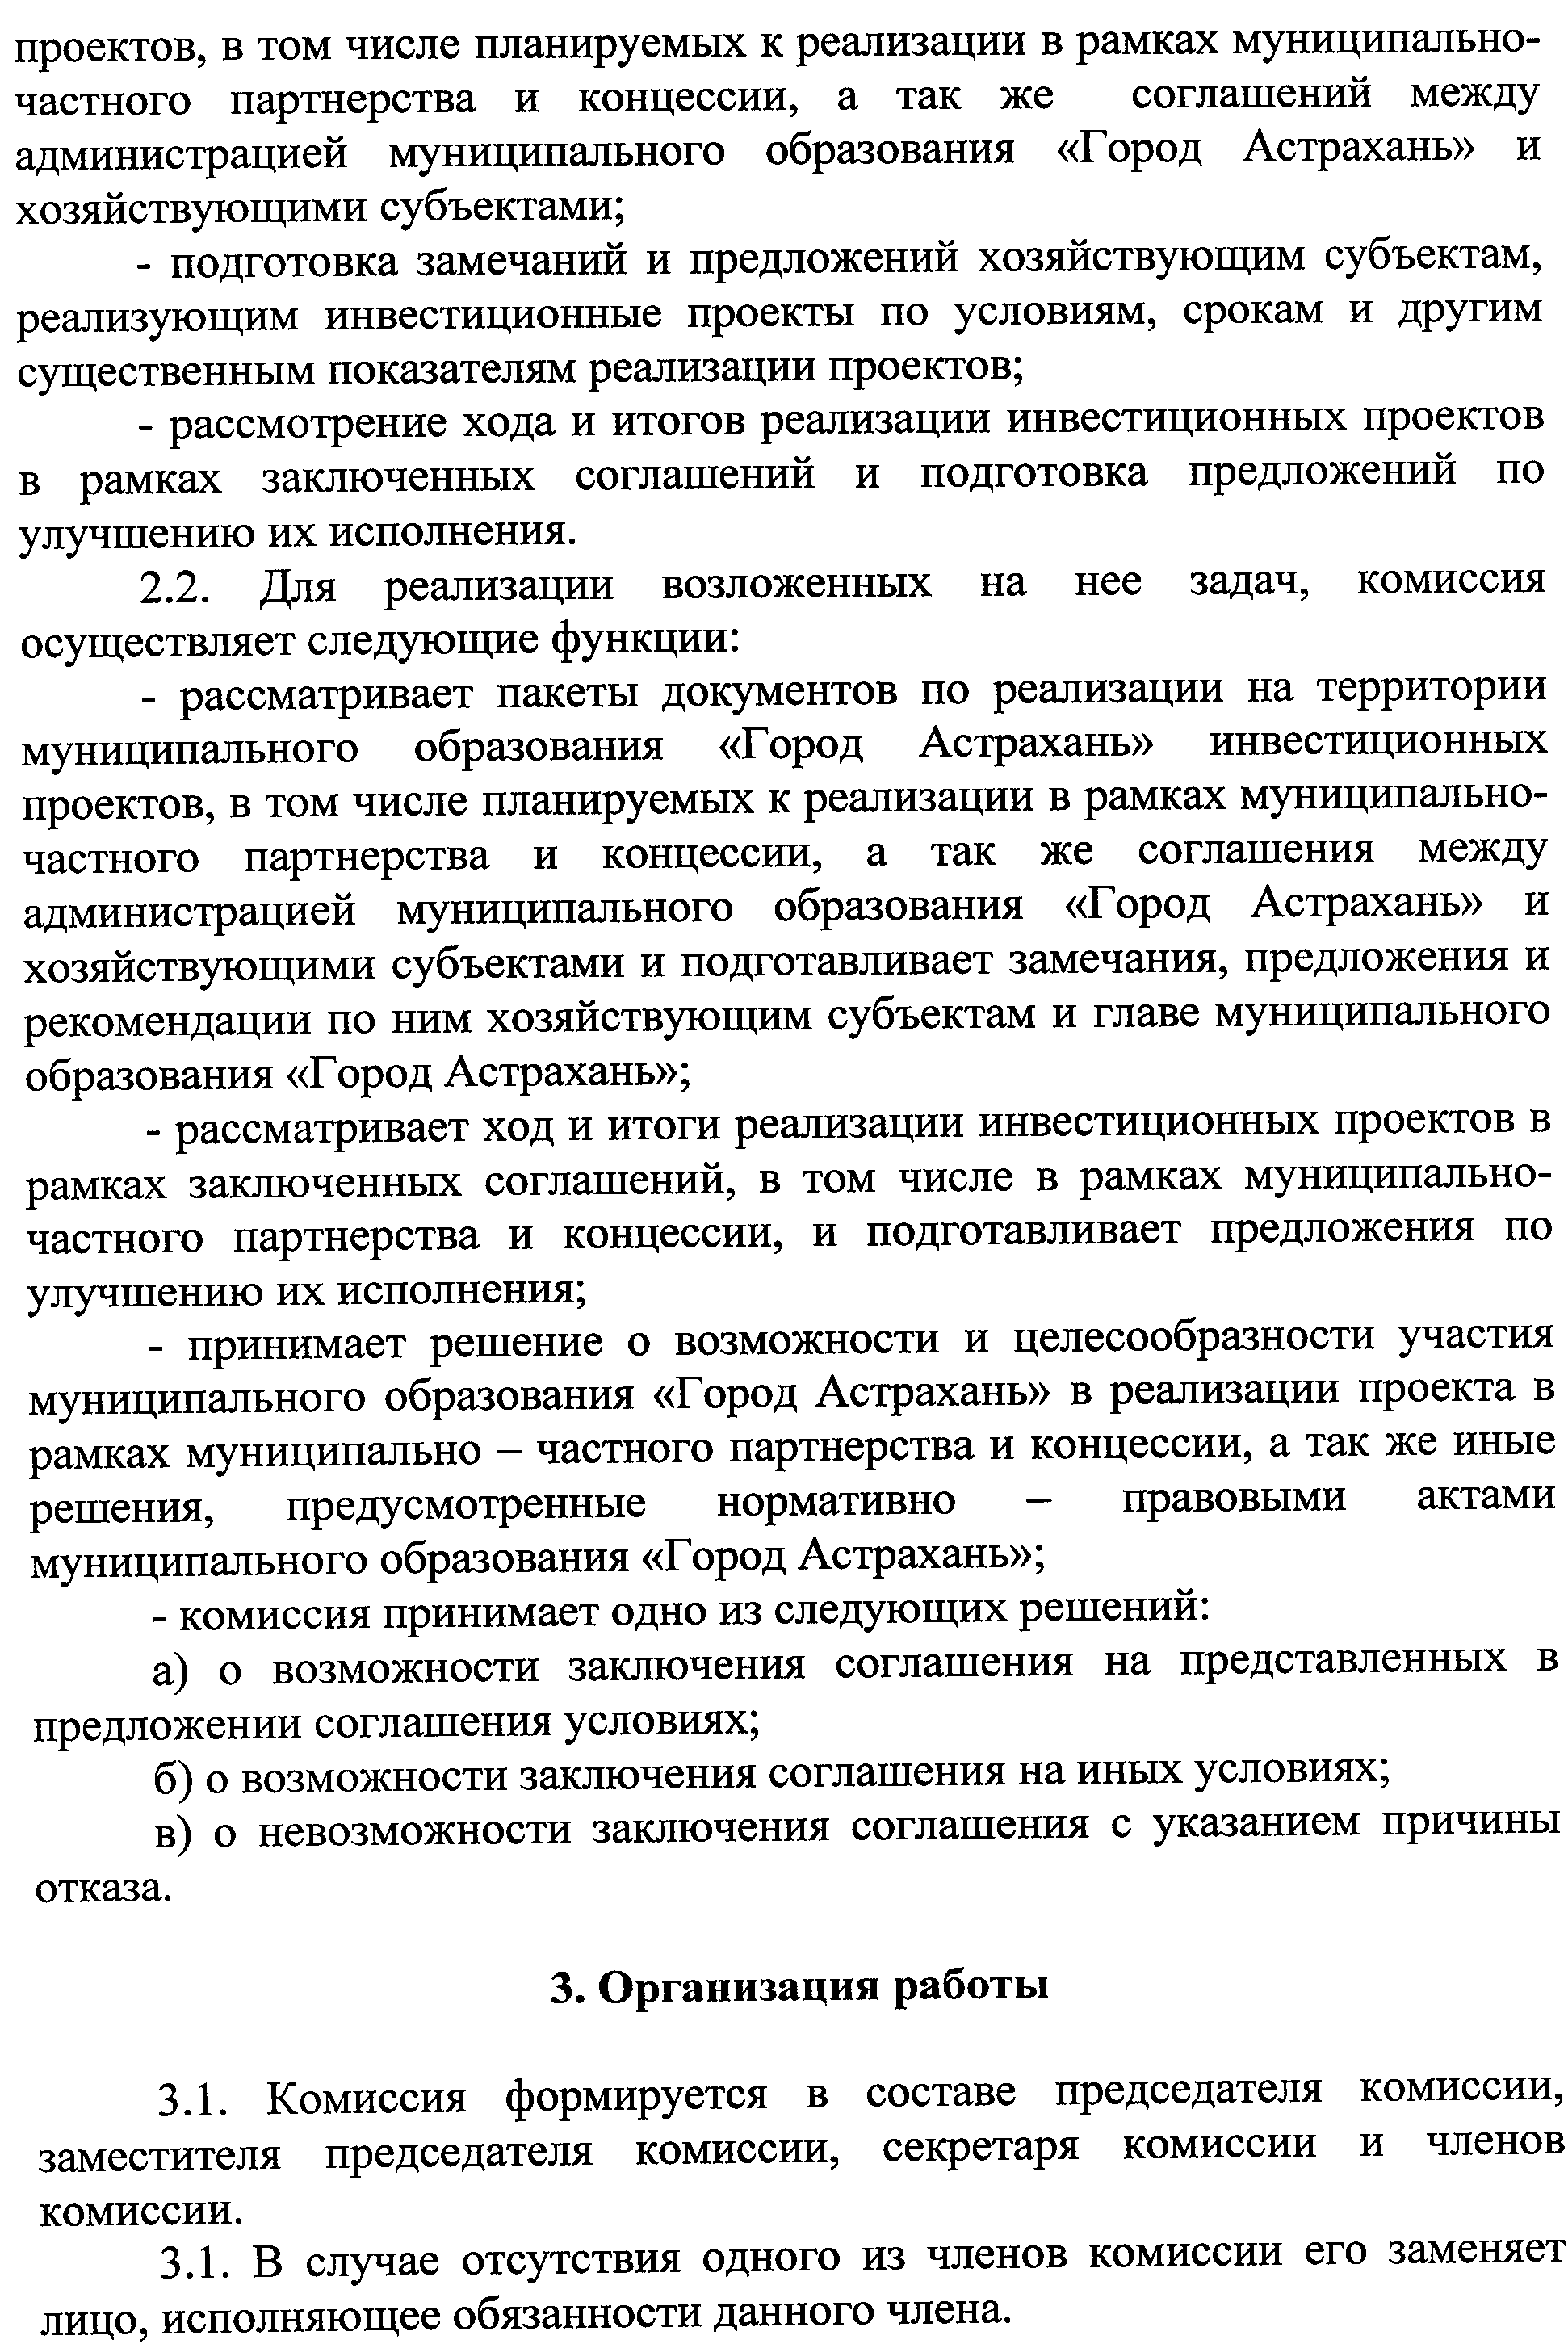 проектов, в том числе планируемых к реализации в рамках муниципально-
частного партнерства и концессии, а так же соглашений между
администрацией муниципального образования «Город Астрахань» и
хозяйствующими субъектами;
- подготовка замечаний и предложений хозяйствующим субъектам,
реализующим инвестиционные проекты по условиям, срокам и другим
существенным показателям реализации проектов;
- рассмотрение хода и итогов реализации инвестиционных проектов
в рамках заключенных соглашений и подготовка предложений по
улучшению их исполнения.
2.2. Для реализации возложенных на нее задач, комиссия
осуществляет следующие функции:
- рассматривает пакеты документов по реализации на территории
муниципального образования «Город Астрахань» инвестиционных
проектов, в том числе планируемых к реализации в рамках муниципально-
частного партнерства и концессии, а так же соглашения между
администрацией муниципального образования «Город Астрахань» и
хозяйствующими субъектами и подготавливает замечания, предложения и
рекомендации по ним хозяйствующим субъектам и главе муниципального
образования «Город Астрахань»;
- рассматривает ход и итоги реализации инвестиционных проектов в
рамках заключенных соглашений, в том числе в рамках муниципально-
частного партнерства и концессии, и подготавливает предложения по
улучшению их исполнения;
- принимает решение о возможности и целесообразности участия
муниципального образования «Город Астрахань» в реализации проекта в
рамках муниципально – частного партнерства и концессии, а так же иные
решения, предусмотренные нормативно – правовыми актами
муниципального образования «Город Астрахань»;
- комиссия принимает одно из следующих решений:
а) о возможности заключения соглашения на представленных в
предложении соглашения условиях;
б) о возможности заключения соглашения на иных условиях;
в) о невозможности заключения соглашения с указанием причины
отказа.
3. Организация работы
3.1. Комиссия формируется в составе председателя комиссии,
заместителя председателя комиссии, секретаря комиссии и членов
комиссии.
3.1. В случае отсутствия одного из членов комиссии его заменяет
лицо, исполняющее обязанности данного члена.